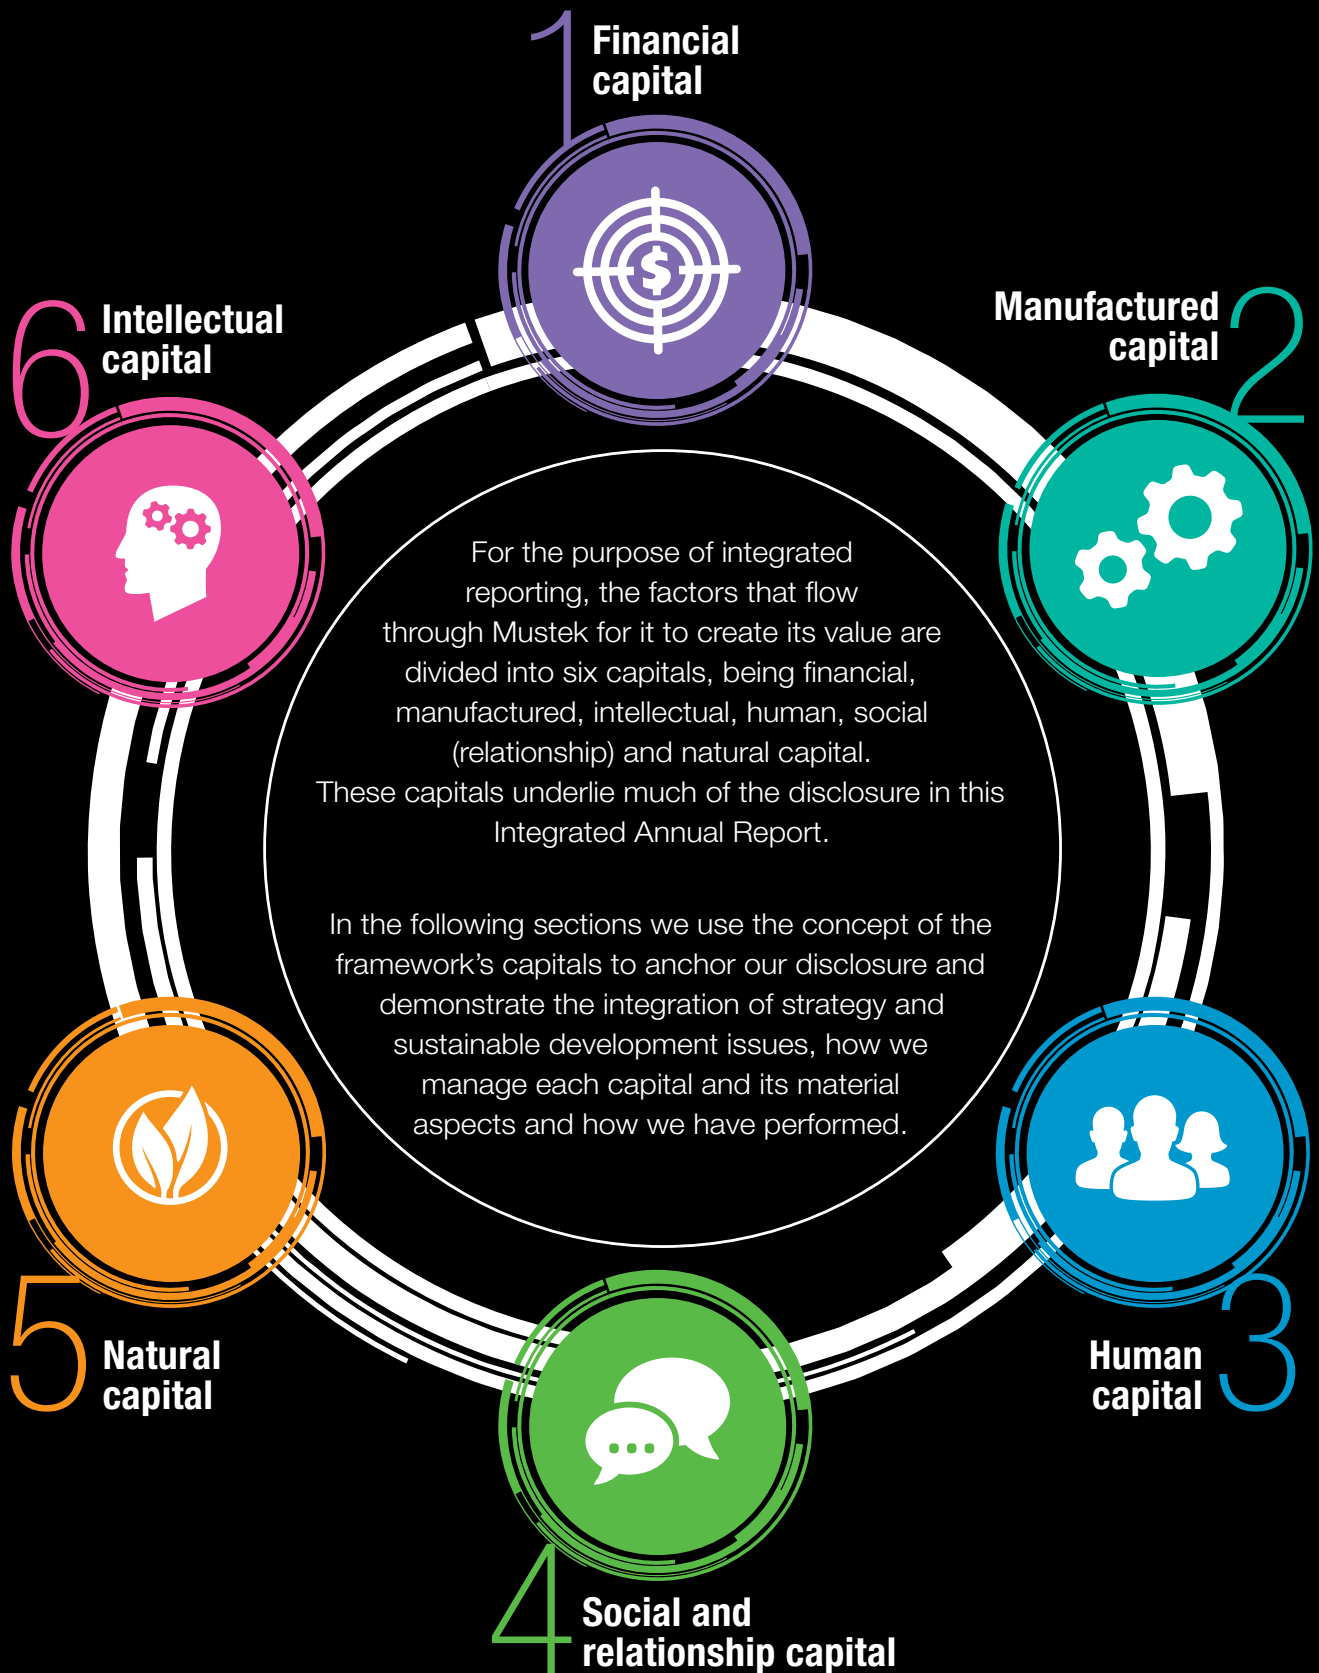 1
Financial
capital
2
Manufactured
capital
6
Intellectual
capital
$
For the purpose of integrated
reporting, the factors that flow
through Mustek for it to create its value are
divided into six capitals, being financial,
manufactured, intellectual, human, social
(relationship) and natural capital.
These capitals underlie much of the disclosure in this
Integrated Annual Report.
In the following sections we use the concept of the
framework’s capitals to anchor our disclosure and
demonstrate the integration of strategy and
sustainable development issues, how we
manage each capital and its material
aspects and how we have performed.
3
Human
capital
5
Natural
capital
4
Social and
relationship capital